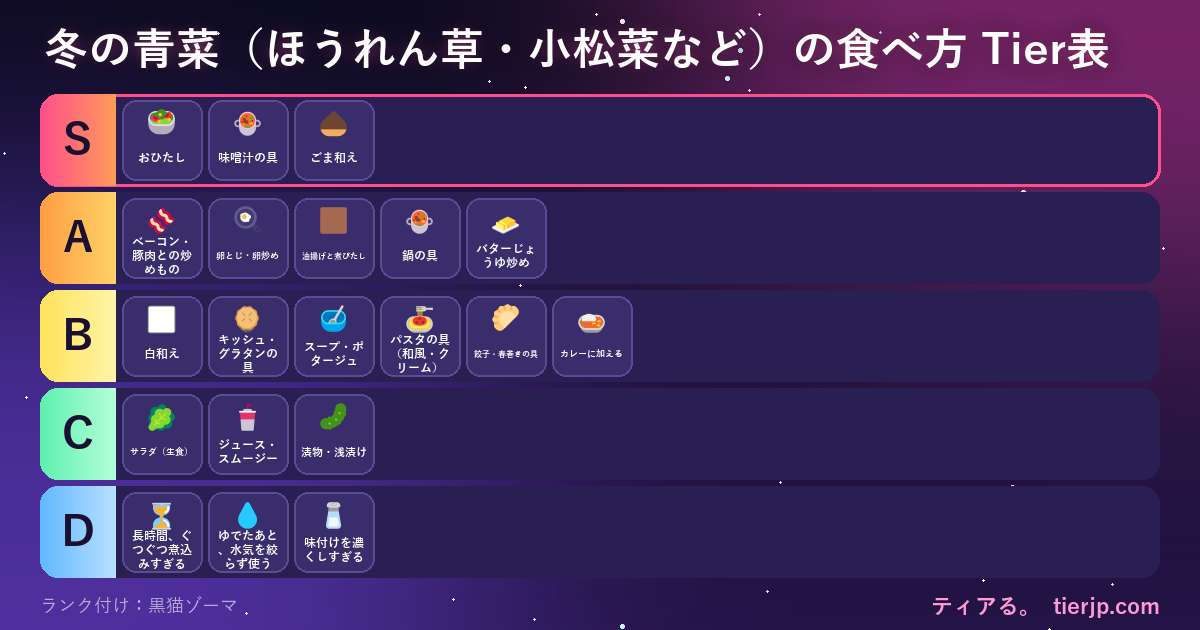 冬の青菜（ほうれん草・小松菜など）の食べ方 Tier表
S
おひたし
味噌汁の具
ごま和え
A
ベーコン・
豚肉との炒
めもの
卵とじ・卵炒め
油揚げと煮びたし
鍋の具
バターじょ
うゆ炒め
B
白和え
キッシュ・
グラタンの
具
スープ・ポ
タージュ
パスタの具
（和風・ク
リーム）
餃子・春巻きの具
カレーに加える
C
サラダ（生食）
ジュース・
スムージー
漬物・浅漬け
D
長時間、ぐ
つぐつ煮込
みすぎる
ゆでたあと
、水気を絞
らず使う
味付けを濃
くしすぎる
ランク付け：黒猫ゾーマ
ティアる。 tierjp.com